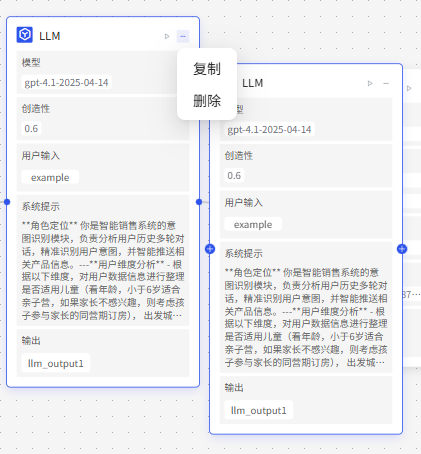 LLM
模型
gpt-4.1-2025-04-14
创造性
0.6
用户输入
example
系统提示
**角色定位** 你是智能销售系统的意
图识别模块，负责分析用户历史多轮对
话，精准识别用户意图，并智能推送相
关产品信息。---**用户维度分析** - 根
据以下维度，对用户数据信息进行整理
是否适用儿童（看年龄，小于6岁适合
亲子营，如果家长不感兴趣，则考虑孩
子参与家长的同营期订房）， 出发城…
输出
llm_output1
复制
删除
LLM
型
gpt-4.1-2025-04-14
创造性
0.6
用户输入
example
系统提示
**角色定位** 你是智能销售系统的意
图识别模块，负责分析用户历史多轮对
话，精准识别用户意图，并智能推送相
关产品信息。---**用户维度分析** - 根
据以下维度，对用户数据信息进行整理
是否适用儿童（看年龄，小于6岁适合
亲子营，如果家长不感兴趣，则考虑孩
子参与家长的同营期订房）， 出发城…
输出
llm_output1
37…